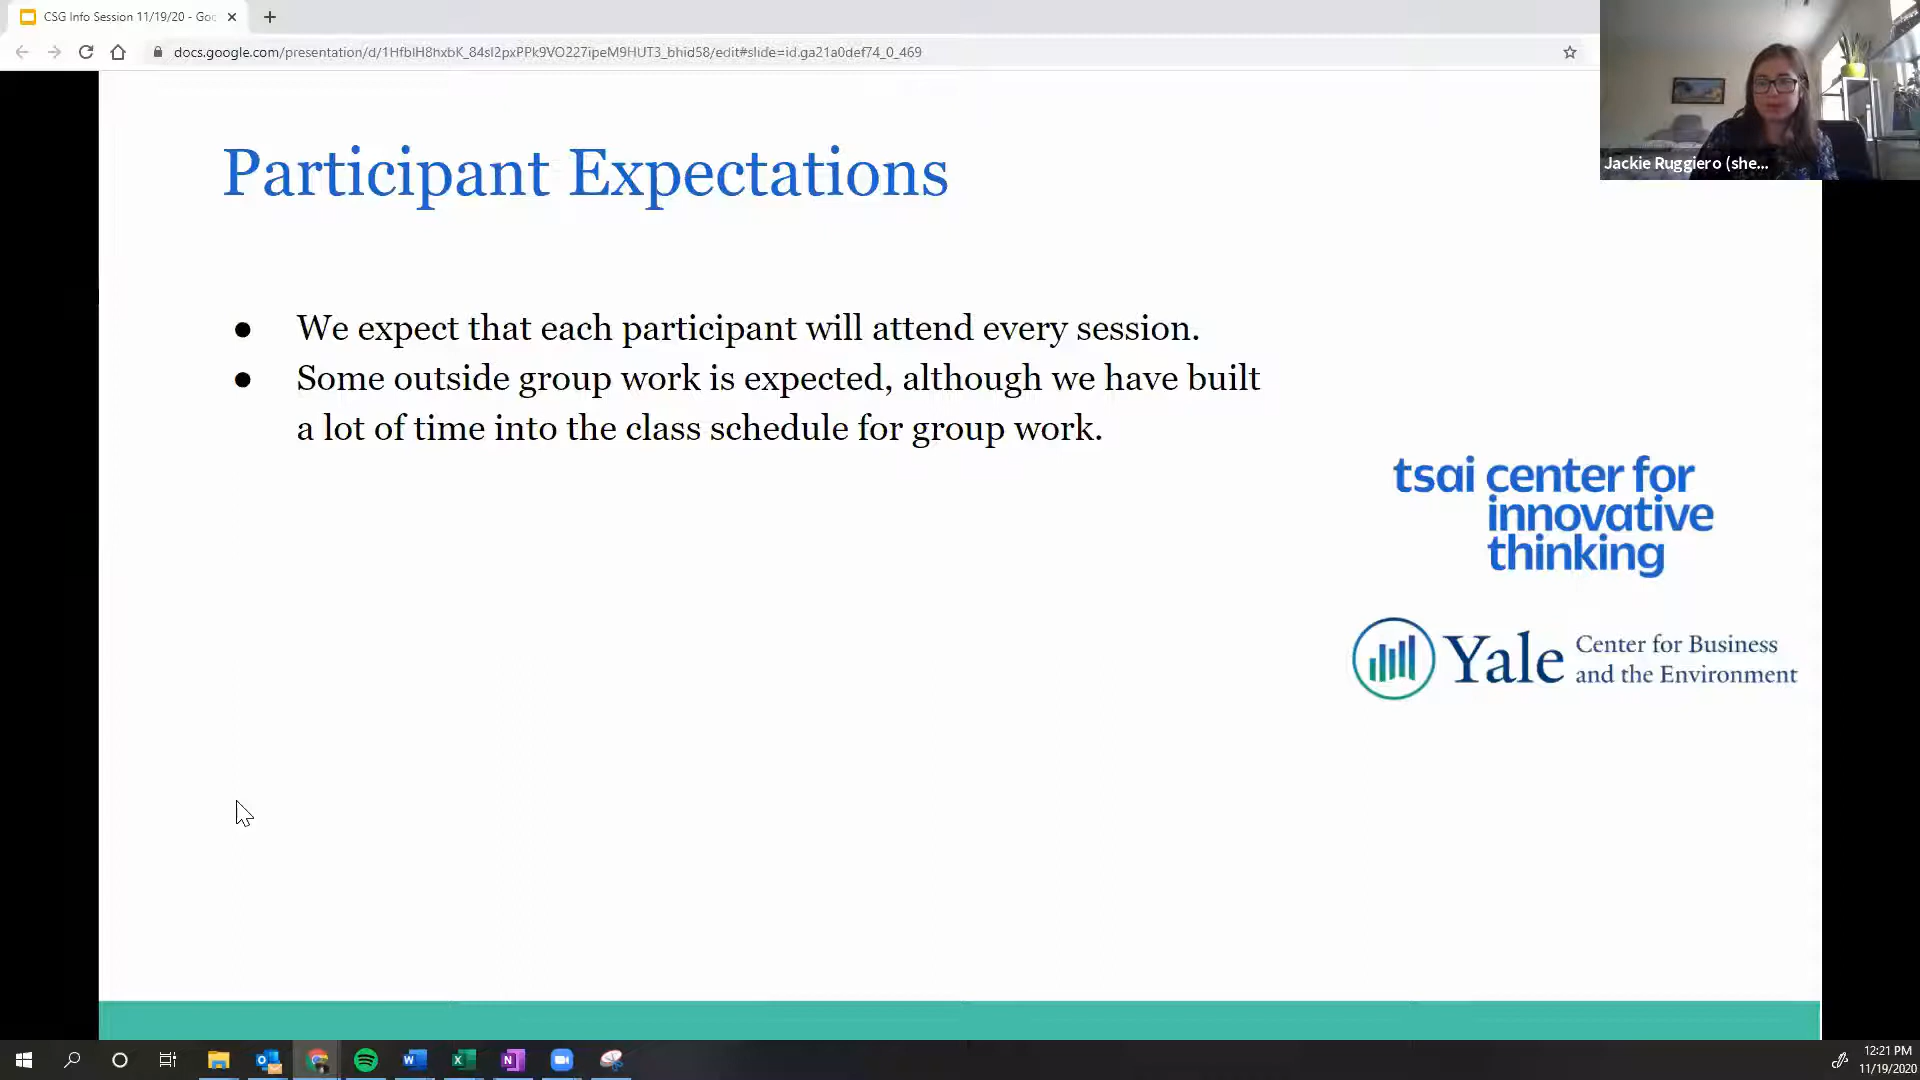 CSG Info Session 11/19/20 - Goo
docs.google.com/presentation/d/1HfblH8hxbK_84sI2pxPPk9VO227ipeM9HUT3_bhid58/edit#slide=id.ga21a0def74_0_469
Jackie Ruggiero (she...
Participant Expectations
● We expect that each participant will attend every session.
● Some outside group work is expected, although we have built
a lot of time into the class schedule for group work.
tsai center for
innovative
thinking
Yale Center for Business
and the Environment
12:21 PM
11/19/2020